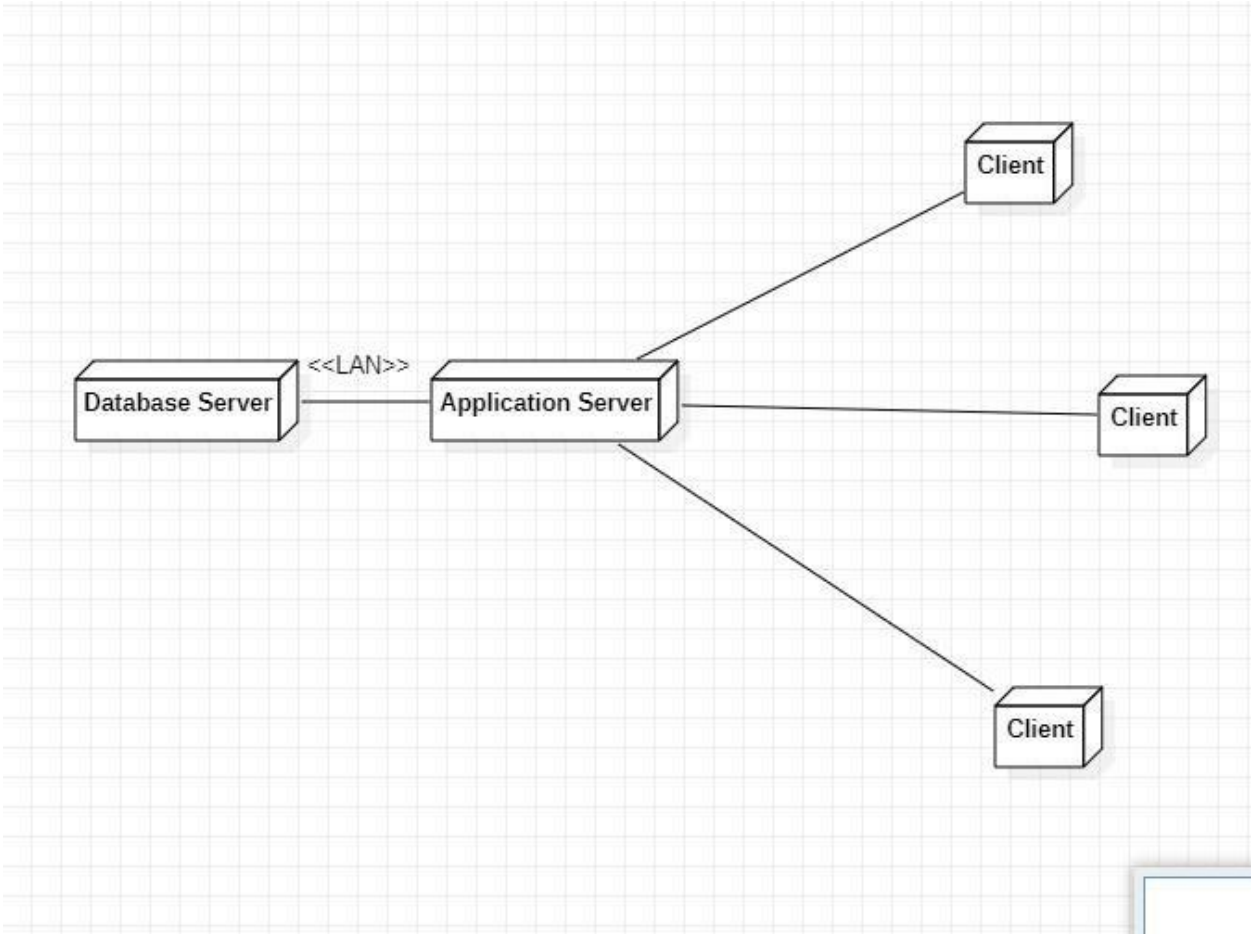 Client
<<LAN>>
Database Server
Application Server
Client
Client